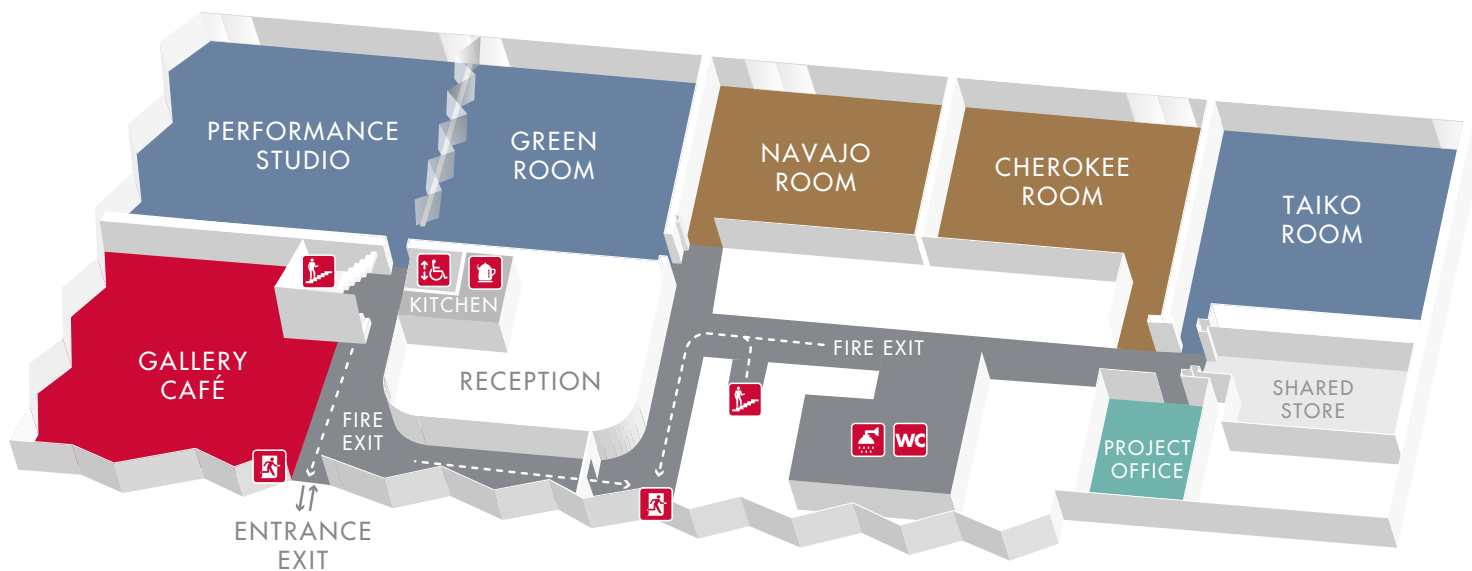 PERFORMANCE
STUDIO
GREEN
ROOM
NAVAJO
ROOM
CHEROKEE
ROOM
TAIKO
ROOM
KITCHEN
GALLERY
CAFÉ
RECEPTION
FIRE EXIT
FIRE
EXIT
WC
SHARED
STORE
PROJECT
OFFICE
ENTRANCE
EXIT